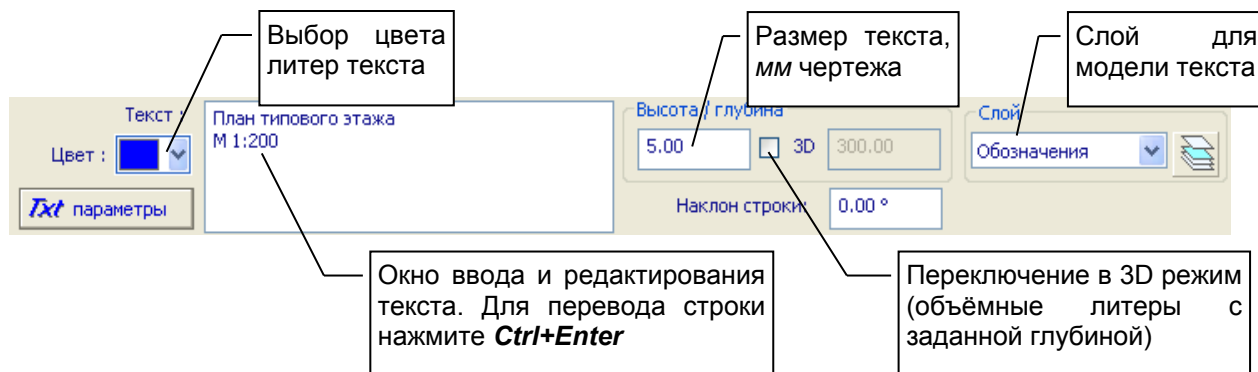 Выбор цвета
литер текста
Размер текста,
мм чертежа
Слой для
модели текста
Текст :
План типового этажа
М 1:200
Цвет :
Txt параметры
Высота / глубина
5.00
3D
300.00
Слой
Обозначения
Наклон строки:
0.00 °
Окно ввода и редактирования
текста. Для перевода строки
нажмите Ctrl+Enter
Переключение в 3D режим
(объёмные литеры с
заданной глубиной)